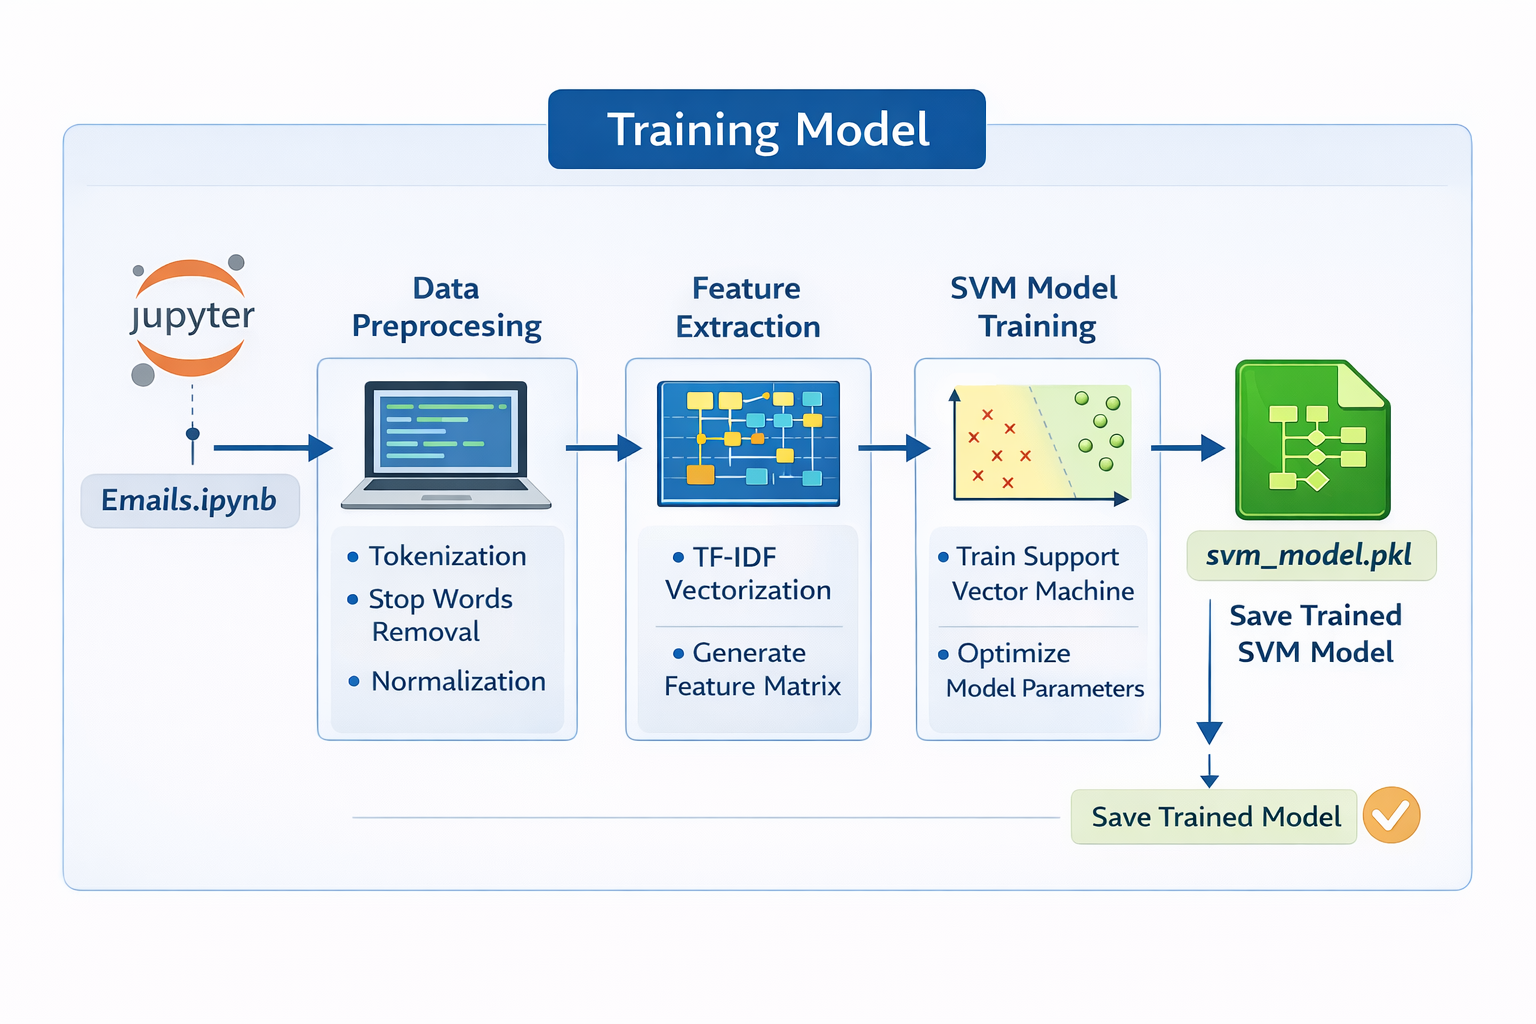 Training Model
jupyter
Emails.ipynb
Data
Preprocesing
• Tokenization
• Stop Words
Removal
• Normalization
Feature
Extraction
• TF-IDF
Vectorization
• Generate
Feature Matrix
SVM Model
Training
• Train Support
Vector Machine
• Optimize
Model Parameters
svm_model.pkl
Save Trained
SVM Model
Save Trained Model